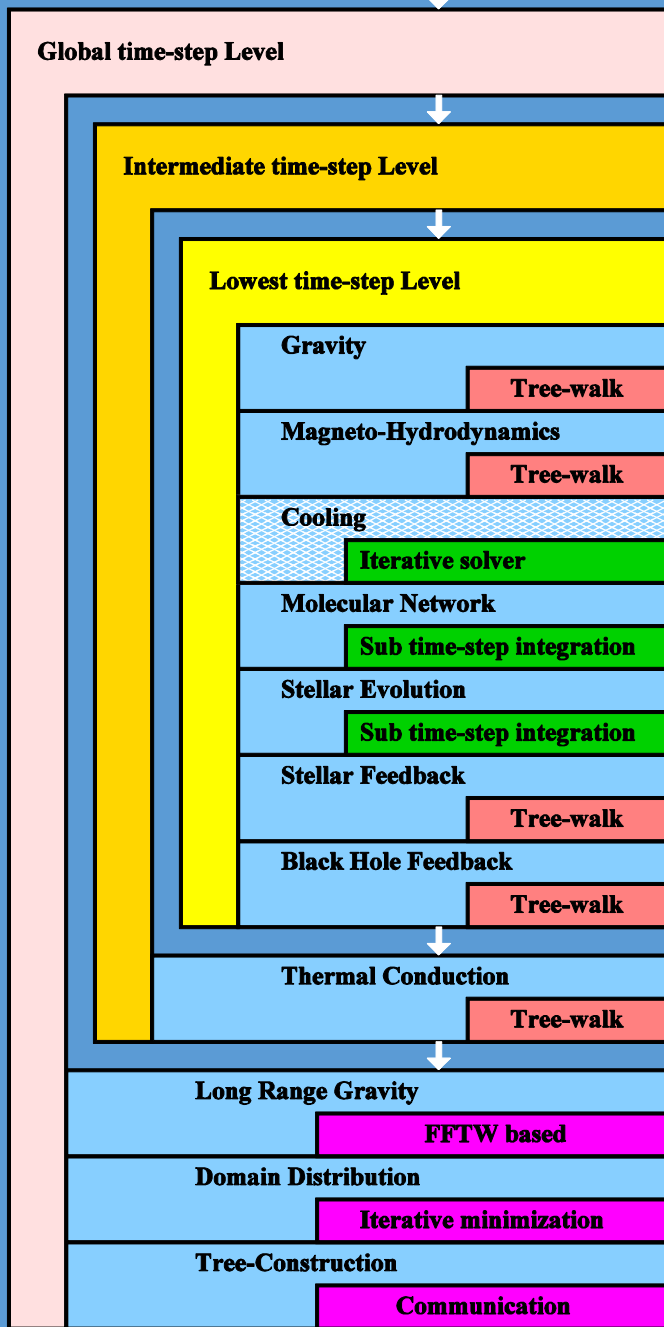 Global time-step Level
Intermediate time-step Level
Lowest time-step Level
Gravity
Tree-walk
Magneto-Hydrodynamics
Tree-walk
Cooling
Iterative solver
Molecular Network
Sub time-step integration
Stellar Evolution
Sub time-step integration
Stellar Feedback
Tree-walk
Black Hole Feedback
Tree-walk
Thermal Conduction
Tree-walk
Long Range Gravity
FFTW based
Domain Distribution
Iterative minimization
Tree-Construction
Communication